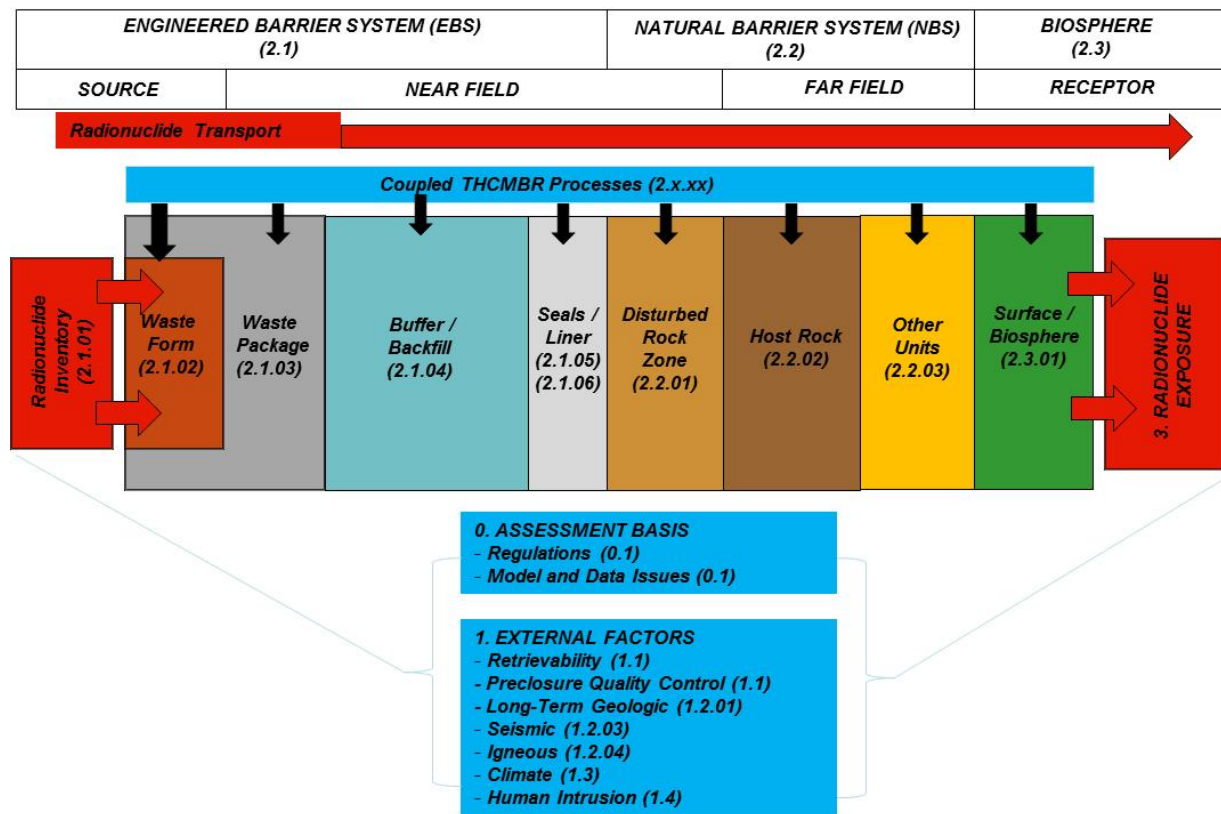 ENGINEERED BARRIER SYSTEM (EBS)
(2.1)
NATURAL BARRIER SYSTEM (NBS)
(2.2)
BIOSPHERE
(2.3)
SOURCE
NEAR FIELD
FAR FIELD
RECEPTOR
Radionuclide Transport
Coupled THCMBR Processes (2.x.xx)
Radionuclide
Inventory
(2.1.01)
Waste
Form
(2.1.02)
Waste
Package
(2.1.03)
Buffer /
Backfill
(2.1.04)
Seals /
Liner
(2.1.05)
(2.1.06)
Disturbed
Rock
Zone
(2.2.01)
Host Rock
(2.2.02)
Other
Units
(2.2.03)
Surface /
Biosphere
(2.3.01)
3. RADIONUCLIDE
EXPOSURE
0. ASSESSMENT BASIS
- Regulations (0.1)
- Model and Data Issues (0.1)
1. EXTERNAL FACTORS
- Retrievability (1.1)
- Preclosure Quality Control (1.1)
- Long-Term Geologic (1.2.01)
- Seismic (1.2.03)
- Igneous (1.2.04)
- Climate (1.3)
- Human Intrusion (1.4)